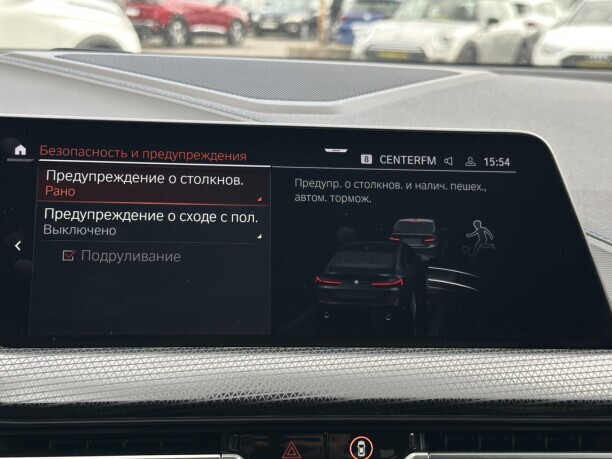 Безопасность и предупреждения
B CENTERFM 15:54
Предупреждение о столкнов.
Рано
Предупреждение о сходе с пол.
Выключено
Подруливание
Предупр. о столкнов. и налич. пешех.,
автом. тормож.